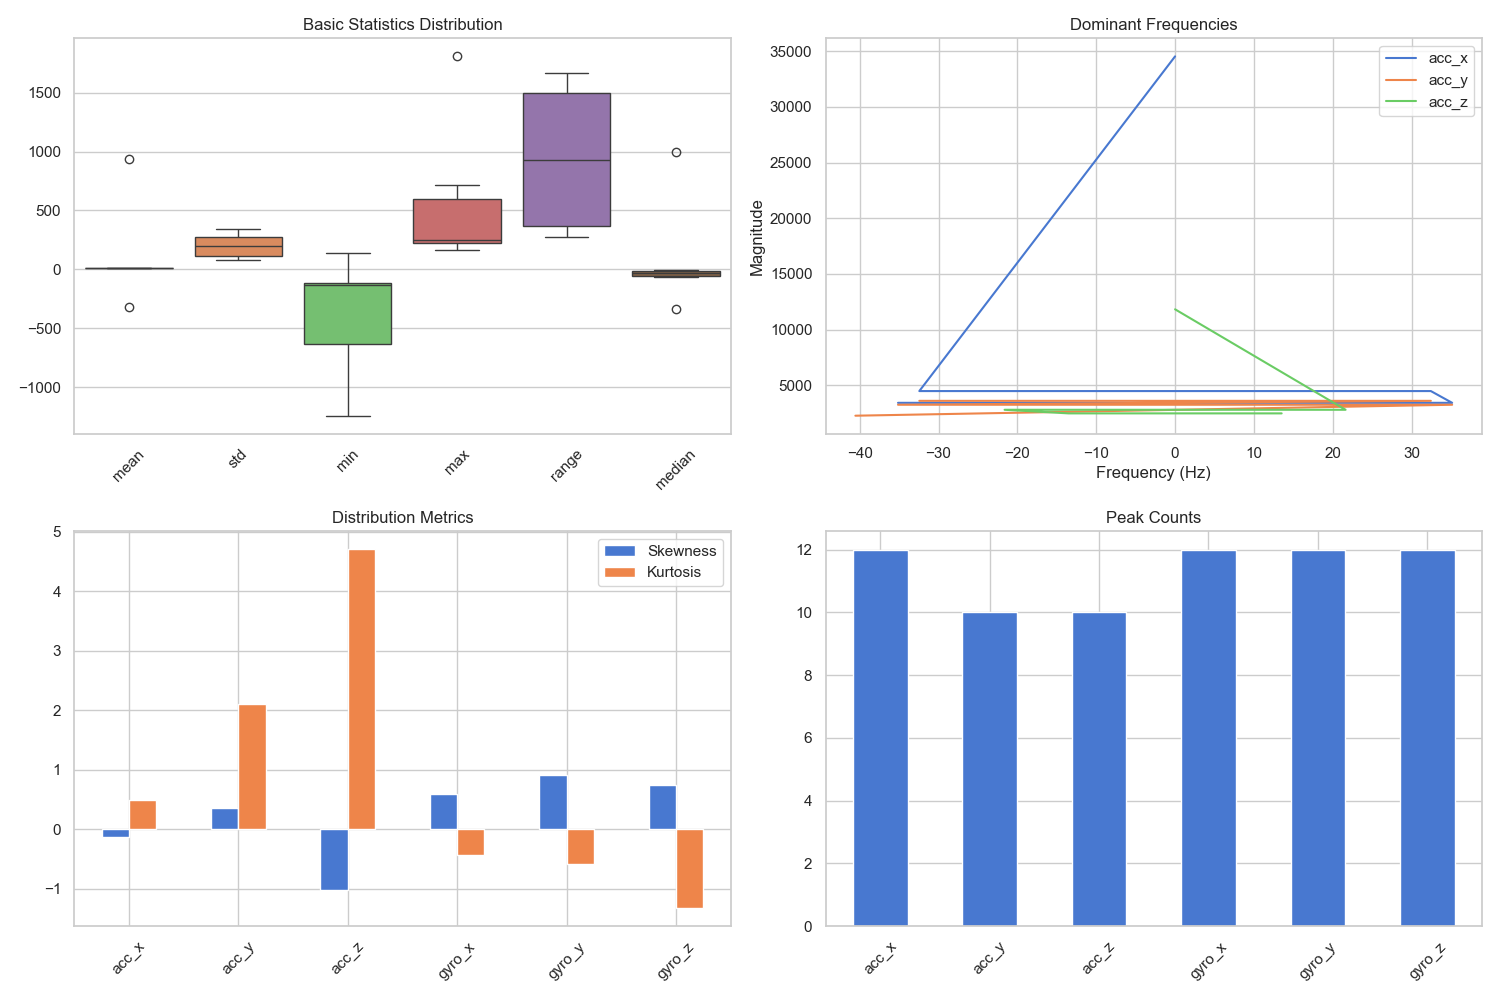 Basic Statistics Distribution
1500
1000
500
0
−500
−1000
mean
std
min
max
range
median
Dominant Frequencies
acc_x
acc_y
acc_z
Magnitude
35000
30000
25000
20000
15000
10000
5000
−40
−30
−20
−10
0
10
20
30
Frequency (Hz)
Distribution Metrics
Skewness
Kurtosis
5
4
3
2
1
0
−1
acc_x
acc_y
acc_z
gyro_x
gyro_y
gyro_z
Peak Counts
12
10
8
6
4
2
0
acc_x
acc_y
acc_z
gyro_x
gyro_y
gyro_z